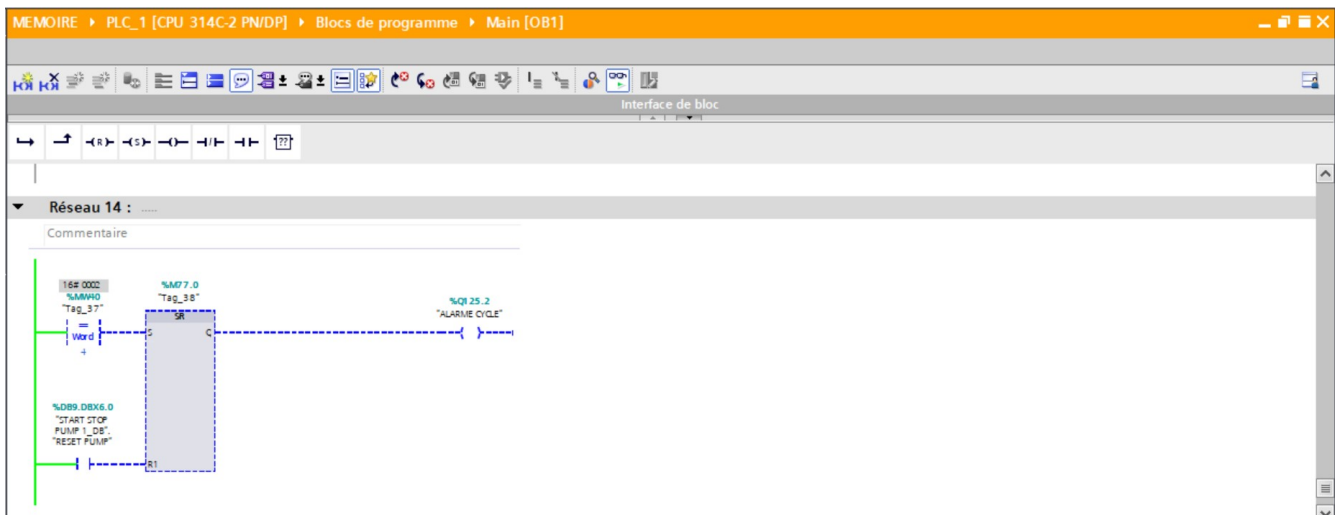 MEMOIRE ▸ PLC_1 [CPU 314C-2 PN/DP] ▸ Blocs de programme ▸ Main [OB1]
Interface de bloc
??
Réseau 14 : .....
Commentaire
16# 0002
%MW40
"Tag_37"
==
Word
4
%M77.0
"Tag_38"
SR
S
Q
%Q125.2
"ALARME CYCLE"
%DB9.DBX6.0
"START STOP
PUMP 1_DB".
"RESET PUMP"
R1